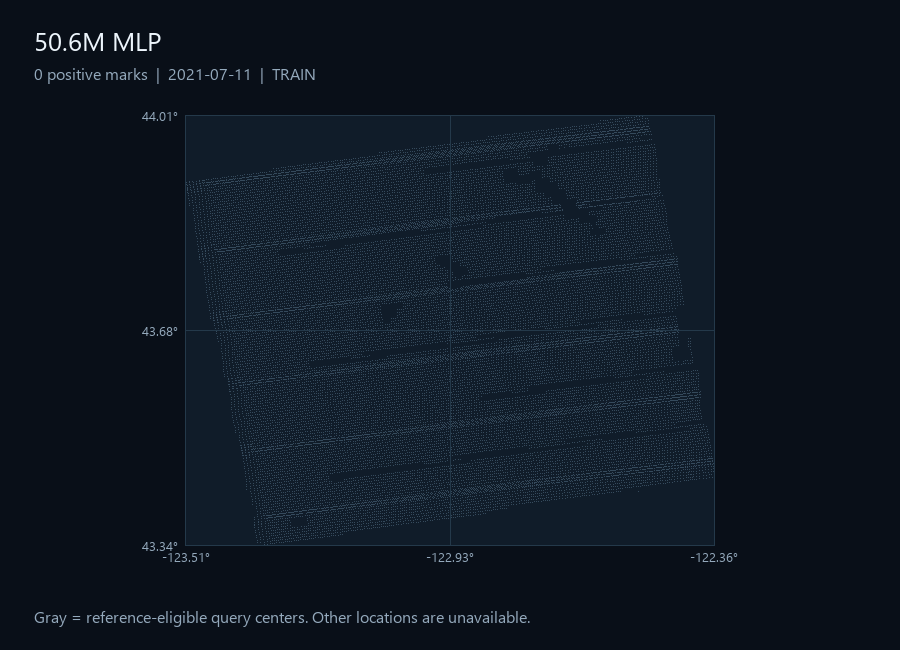 50.6M MLP
0 positive marks | 2021-07-11 | TRAIN
44.01°
43.68°
43.34°
-123.51°
-122.93°
-122.36°
Gray = reference-eligible query centers. Other locations are unavailable.